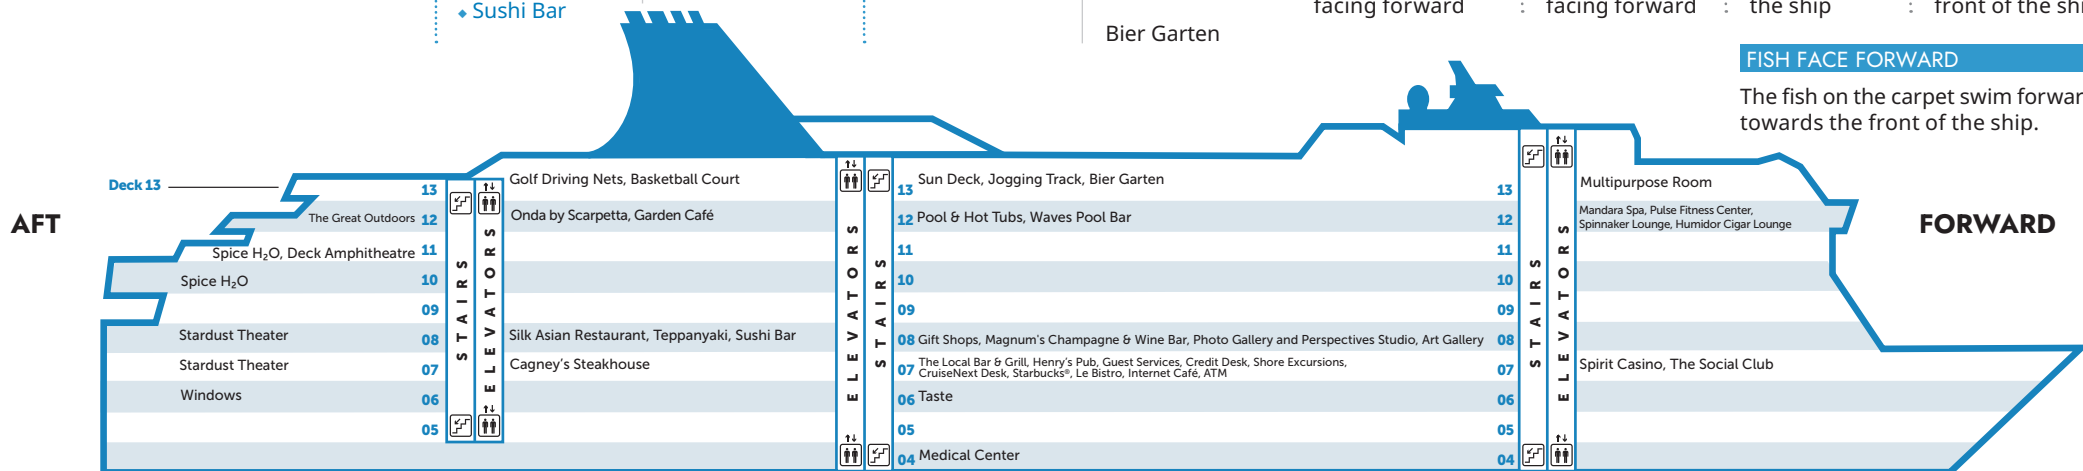 ◆ Sushi Bar
Bier Garten
facing forward : facing forward : the ship : front of the sh
FISH FACE FORWARD
The fish on the carpet swim forwar
towards the front of the ship.
AFT
FORWARD
Deck 13
13
Golf Driving Nets, Basketball Court
13 Sun Deck, Jogging Track, Bier Garten
13
Multipurpose Room
The Great Outdoors 12
Onda by Scarpetta, Garden Café
12 Pool & Hot Tubs, Waves Pool Bar
12
Mandara Spa, Pulse Fitness Center,
Spinnaker Lounge, Humidor Cigar Lounge
Spice H₂O, Deck Amphitheatre 11
11
11
Spice H₂O
10
10
10
09
09
09
Stardust Theater
08
Silk Asian Restaurant, Teppanyaki, Sushi Bar
08 Gift Shops, Magnum's Champagne & Wine Bar, Photo Gallery and Perspectives Studio, Art Gallery 08
Stardust Theater
07
Cagney's Steakhouse
07
The Local Bar & Grill, Henry's Pub, Guest Services, Credit Desk, Shore Excursions,
CruiseNext Desk, Starbucks®, Le Bistro, Internet Café, ATM
07
Spirit Casino, The Social Club
Windows
06
06 Taste
06
05
05
05
04 Medical Center
04
STAIRS
ELEVATORS
ELEVATORS
STAIRS
STAIRS
ELEVATORS